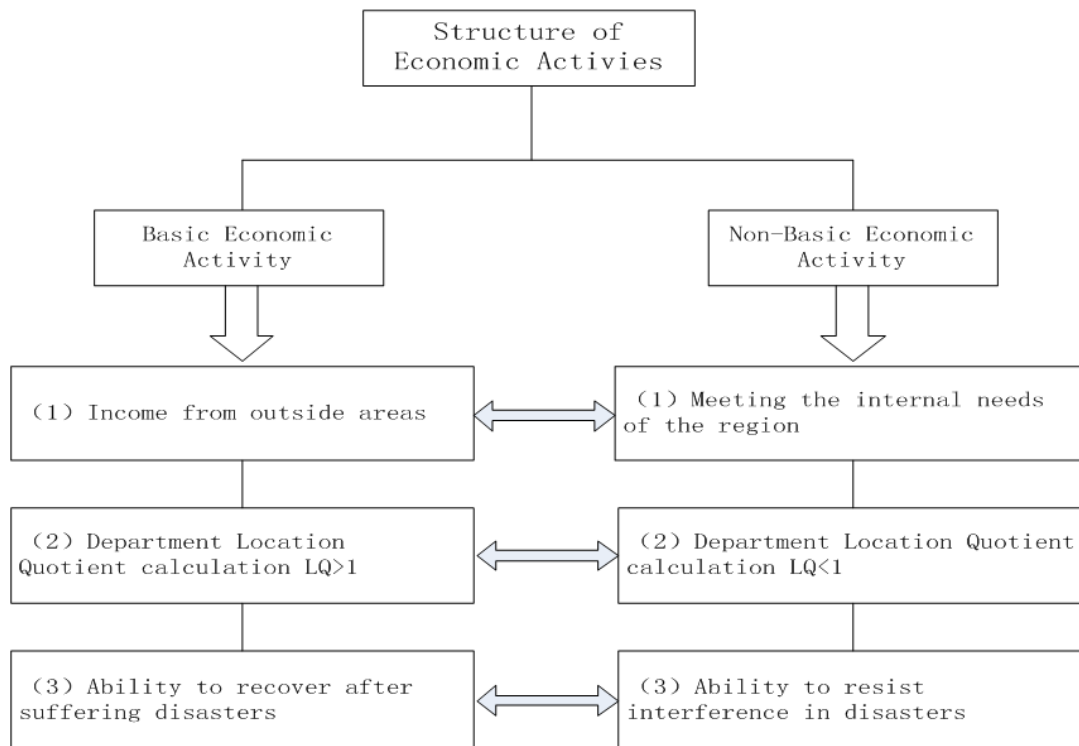 Structure of
Economic Activies
Basic Economic
Activity
Non-Basic Economic
Activity
（1）Income from outside areas
（1）Meeting the internal needs
of the region
（2）Department Location
Quotient calculation LQ>1
（2）Department Location Quotient
calculation LQ<1
（3）Ability to recover after
suffering disasters
（3）Ability to resist
interference in disasters